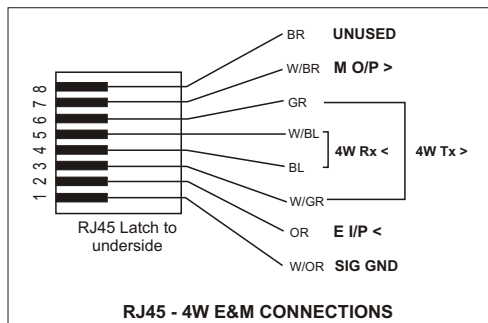 BR UNUSED
W/BR M O/P >
GR
W/BL
4W Rx < 4W Tx >
BL
W/GR
OR E I/P <
W/OR SIG GND
8
7
6
5
4
3
2
1
RJ45 Latch to
underside
RJ45 - 4W E&M CONNECTIONS